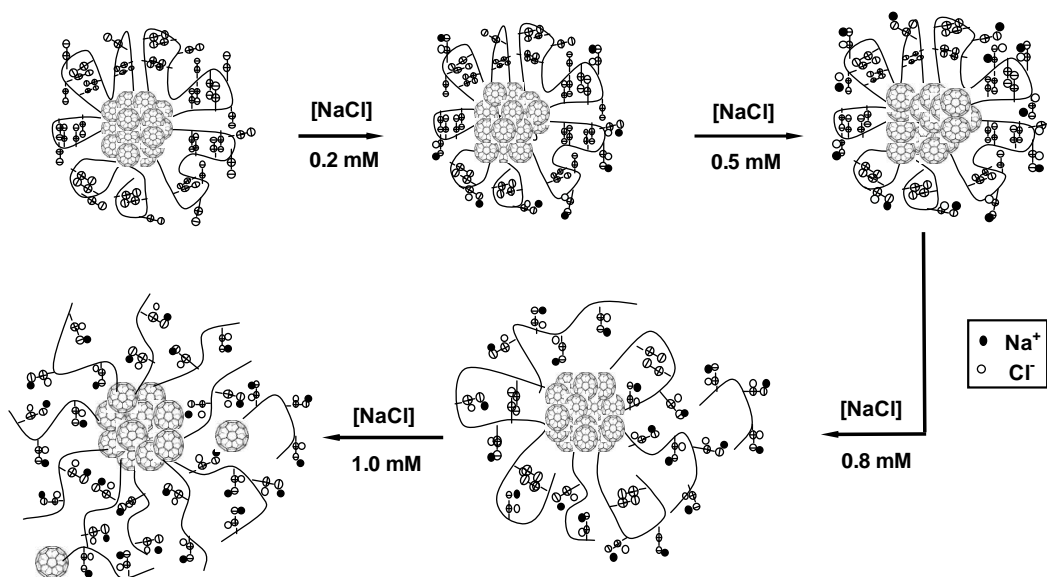 [NaCl]
0.2 mM
[NaCl]
0.5 mM
Na⁺
Cl⁻
[NaCl]
0.8 mM
[NaCl]
1.0 mM